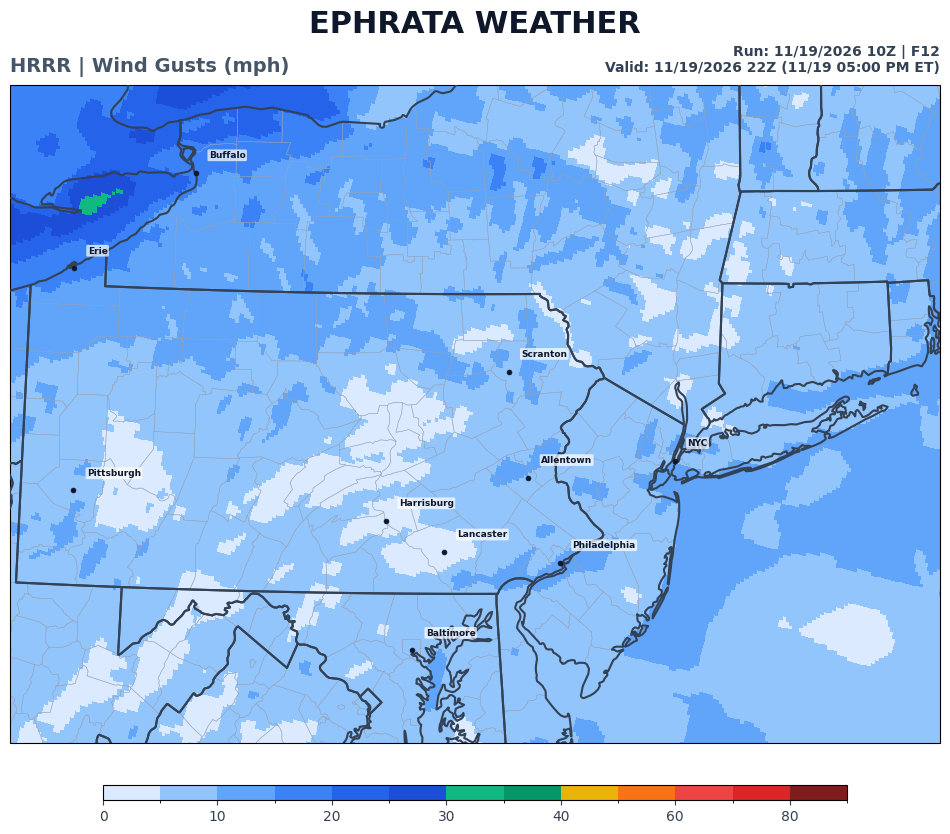 EPHRATA WEATHER
HRRR | Wind Gusts (mph)
Run: 11/19/2026 10Z | F12
Valid: 11/19/2026 22Z (11/19 05:00 PM ET)
Buffalo
Erie
Scranton
NYC
Allentown
Pittsburgh
Harrisburg
Lancaster
Philadelphia
Baltimore
0 10 20 30 40 50 60 70 80